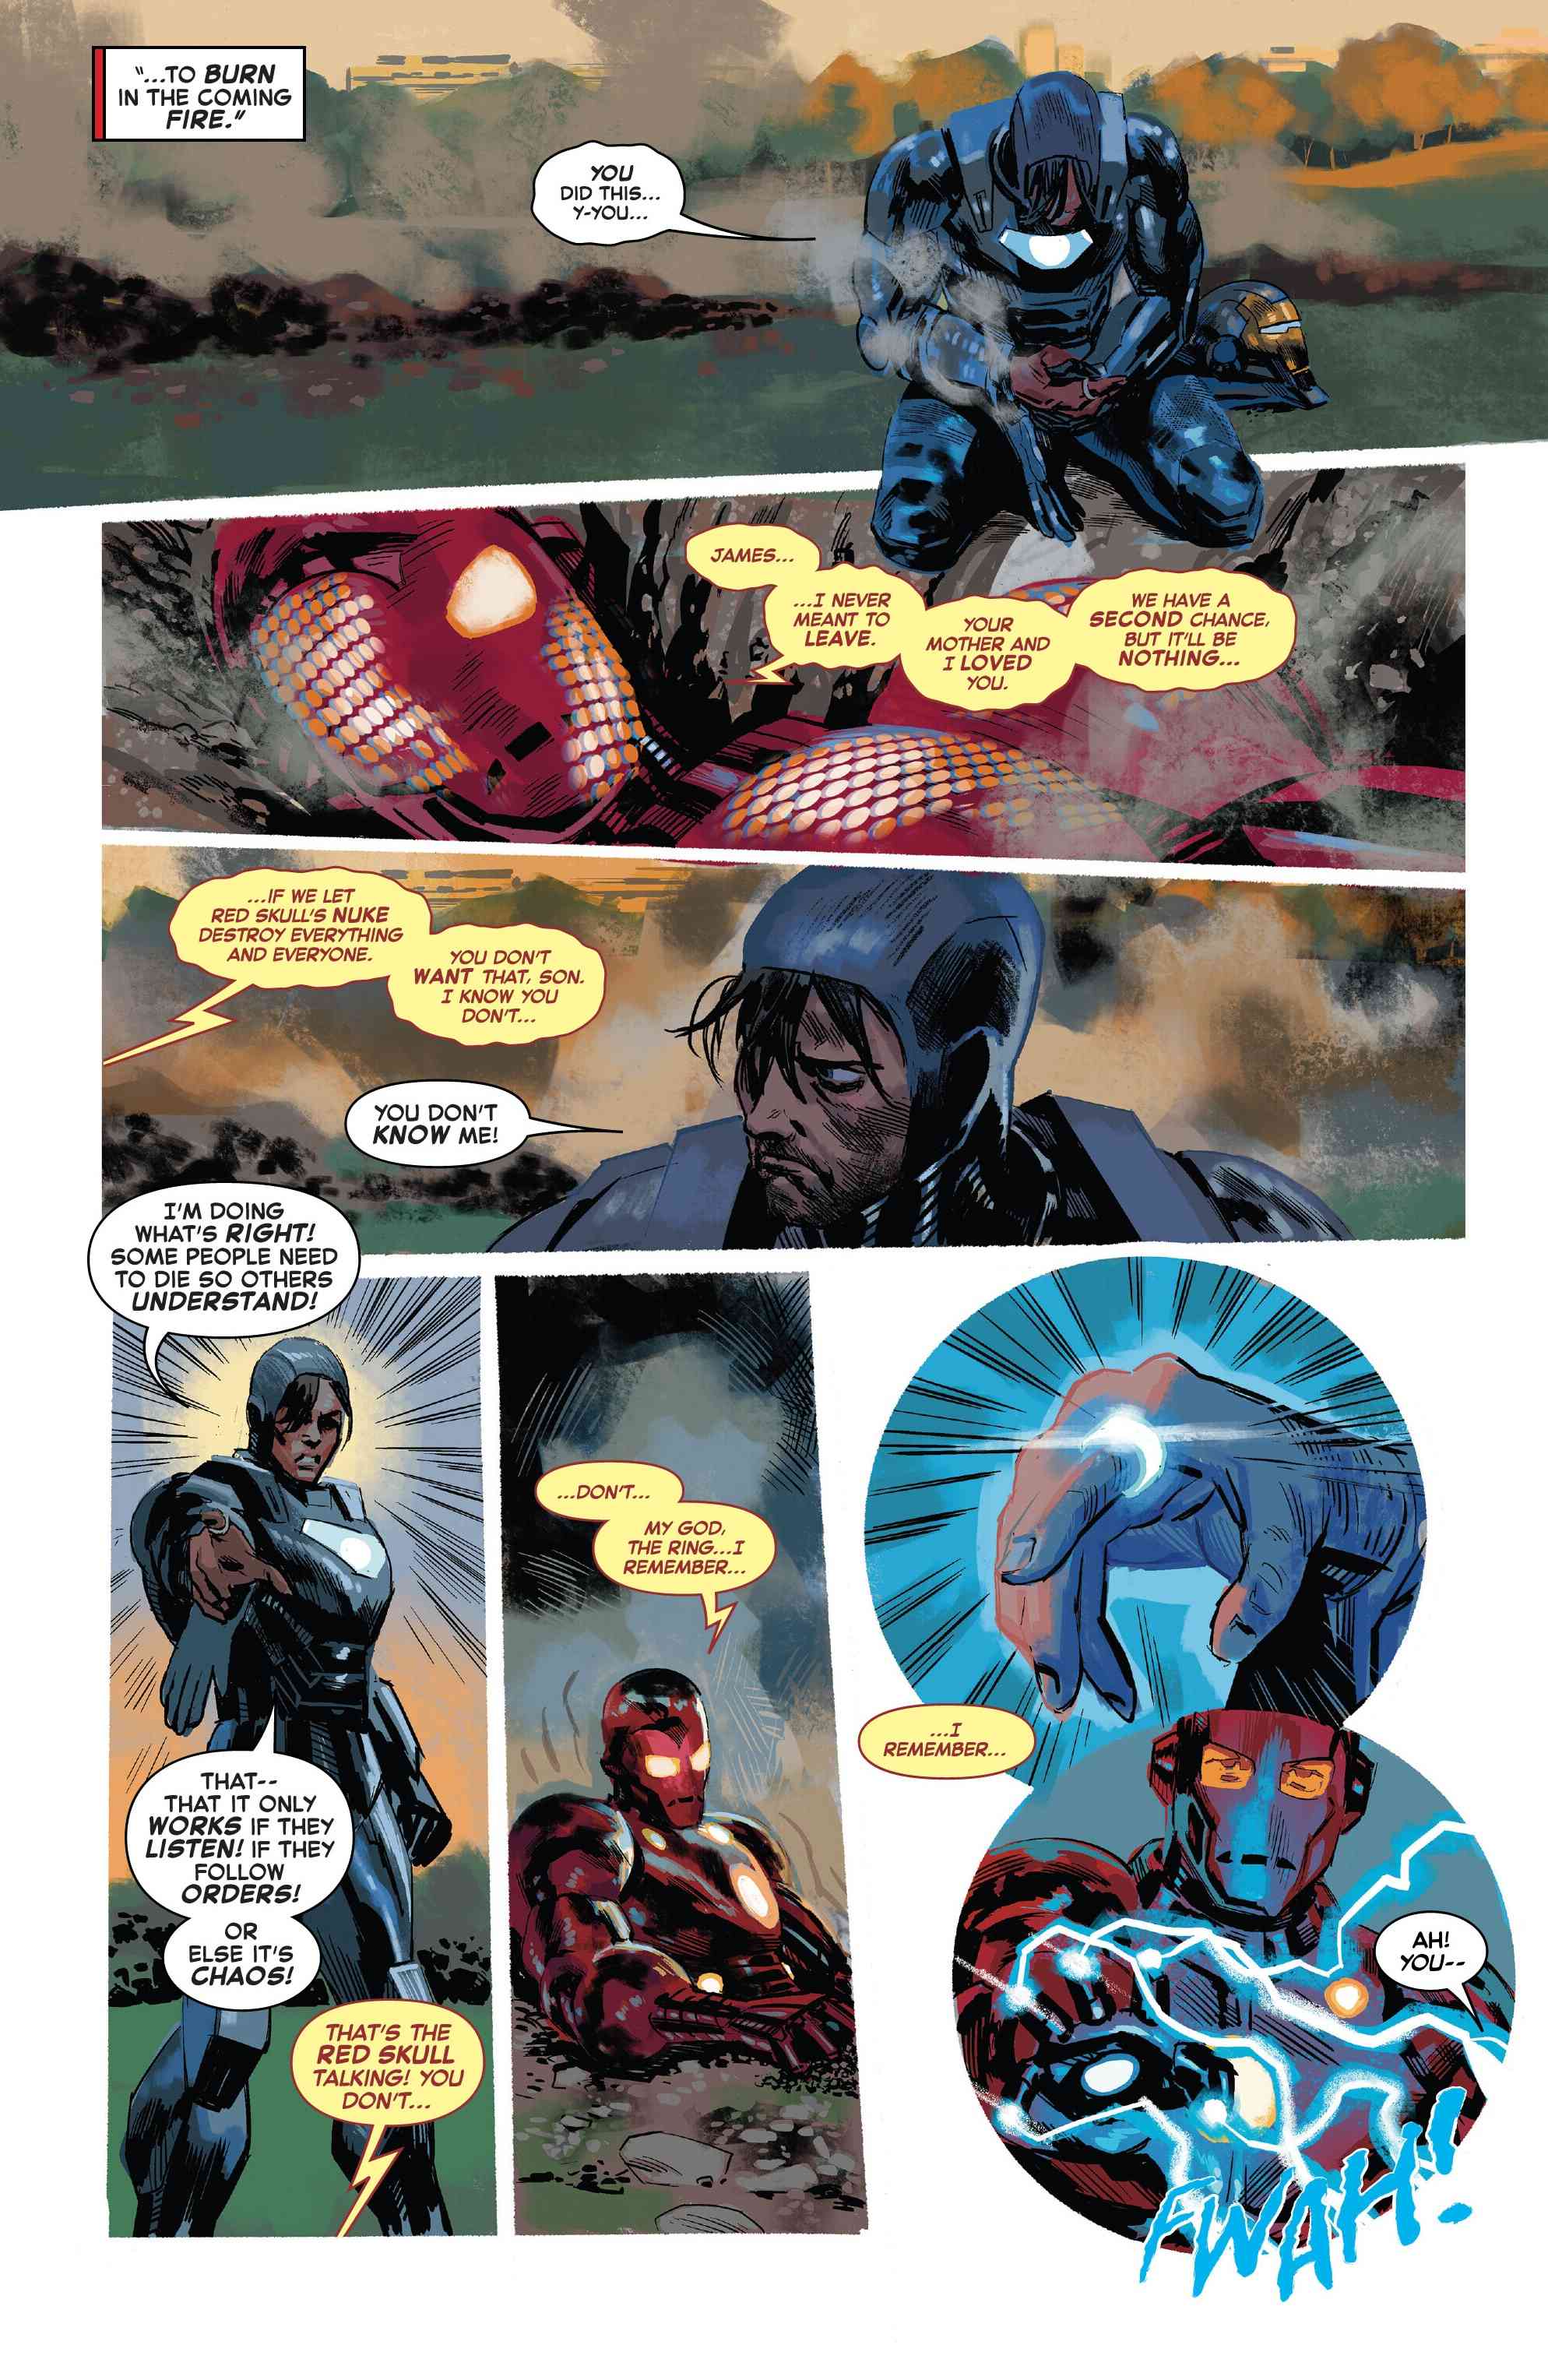 "...TO BURN
IN THE COMING
FIRE."
YOU
DID THIS...
Y-YOU...
JAMES...
...I NEVER
MEANT TO
LEAVE.
YOUR
MOTHER AND
I LOVED
YOU.
WE HAVE A
SECOND CHANCE,
BUT IT'LL BE
NOTHING...
...IF WE LET
RED SKULL'S NUKE
DESTROY EVERYTHING
AND EVERYONE.
YOU DON'T
WANT THAT, SON.
I KNOW YOU
DON'T...
YOU DON'T
KNOW ME!
I'M DOING
WHAT'S RIGHT!
SOME PEOPLE NEED
TO DIE SO OTHERS
UNDERSTAND!
THAT--
THAT IT ONLY
WORKS IF THEY
LISTEN! IF THEY
FOLLOW
ORDERS!
OR
ELSE IT'S
CHAOS!
THAT'S THE
RED SKULL
TALKING! YOU
DON'T...
...DON'T...
MY GOD,
THE RING...I
REMEMBER...
...I
REMEMBER...
AH!
YOU--
FWAH!